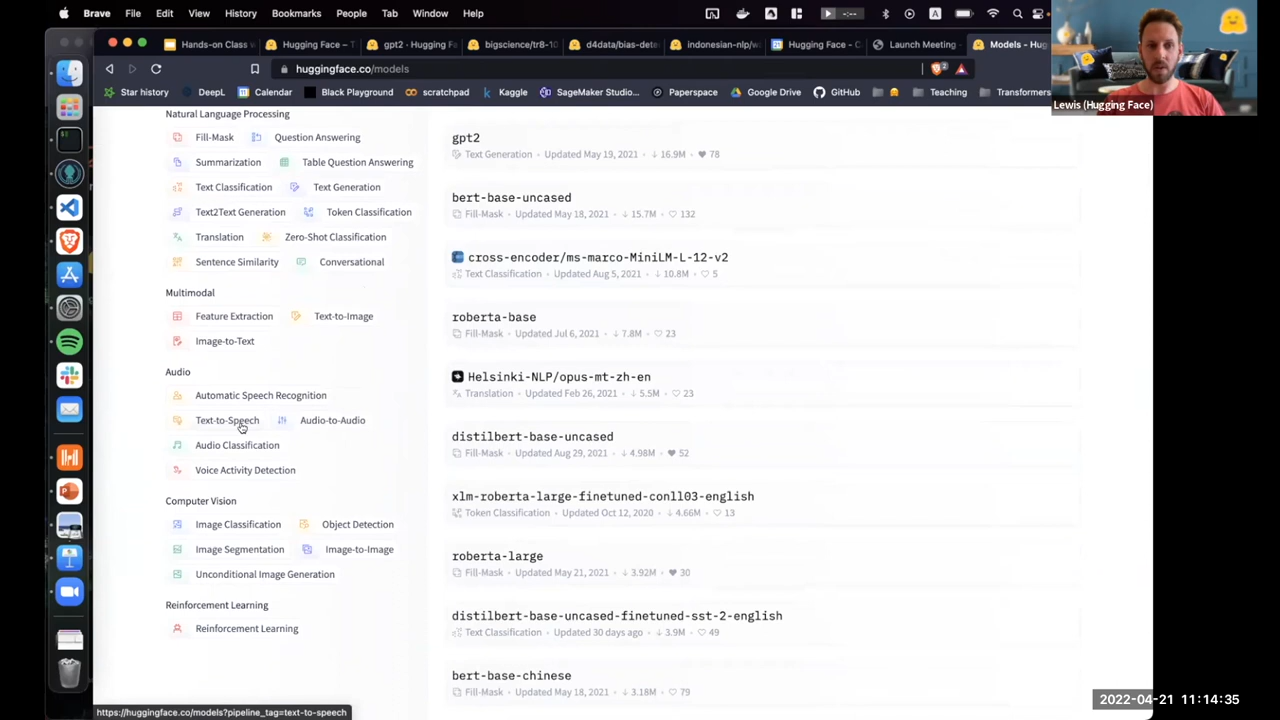 Brave File Edit View History Bookmarks People Tab Window Help
Hands-on Class Hugging Face – T gpt2 · Hugging Fa bigscience/tr8-10 d4data/bias-dete indonesian-nlp/w Hugging Face - C Launch Meeting - Models - Hug
huggingface.co/models
Star history DeepL Calendar Black Playground scratchpad Kaggle SageMaker Studio... Paperspace Google Drive GitHub Teaching Transformers
Lewis (Hugging Face)
Natural Language Processing
Fill-Mask Question Answering
Summarization Table Question Answering
Text Classification Text Generation
Text2Text Generation Token Classification
Translation Zero-Shot Classification
Sentence Similarity Conversational
Multimodal
Feature Extraction Text-to-Image
Image-to-Text
Audio
Automatic Speech Recognition
Text-to-Speech Audio-to-Audio
Audio Classification
Voice Activity Detection
Computer Vision
Image Classification Object Detection
Image Segmentation Image-to-Image
Unconditional Image Generation
Reinforcement Learning
Reinforcement Learning
gpt2
Text Generation • Updated May 19, 2021 • ↓ 16.9M • ♥ 78
bert-base-uncased
Fill-Mask • Updated May 18, 2021 • ↓ 15.7M • ♡ 132
cross-encoder/ms-marco-MiniLM-L-12-v2
Text Classification • Updated Aug 5, 2021 • ↓ 10.8M • ♡ 5
roberta-base
Fill-Mask • Updated Jul 6, 2021 • ↓ 7.8M • ♡ 23
Helsinki-NLP/opus-mt-zh-en
Translation • Updated Feb 26, 2021 • ↓ 5.5M • ♡ 23
distilbert-base-uncased
Fill-Mask • Updated Aug 29, 2021 • ↓ 4.98M • ♥ 52
xlm-roberta-large-finetuned-conll03-english
Token Classification • Updated Oct 12, 2020 • ↓ 4.66M • ♡ 13
roberta-large
Fill-Mask • Updated May 21, 2021 • ↓ 3.92M • ♥ 30
distilbert-base-uncased-finetuned-sst-2-english
Text Classification • Updated 30 days ago • ↓ 3.9M • ♡ 49
bert-base-chinese
Fill-Mask • Updated May 18, 2021 • ↓ 3.18M • ♡ 79
https://huggingface.co/models?pipeline_tag=text-to-speech
2022-04-21 11:14:35